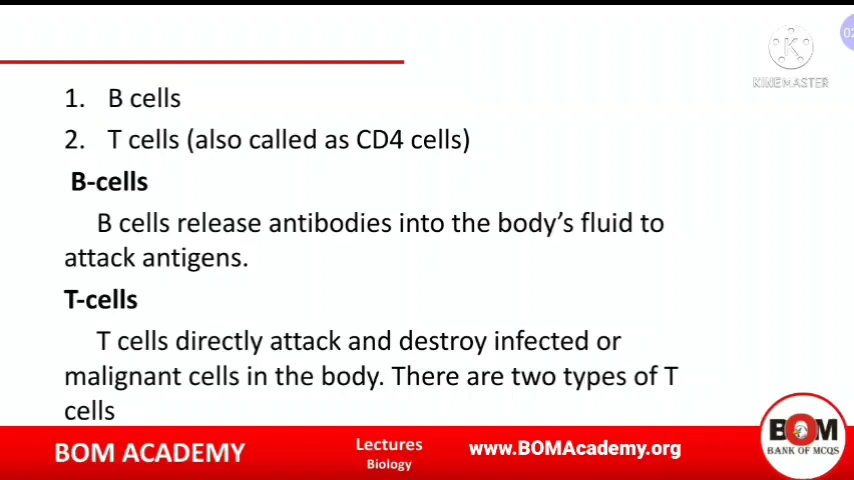 02
KINEMASTER
1. B cells
2. T cells (also called as CD4 cells)
B-cells
B cells release antibodies into the body’s fluid to
attack antigens.
T-cells
T cells directly attack and destroy infected or
malignant cells in the body. There are two types of T
cells
BOM ACADEMY
Lectures
Biology
www.BOMAcademy.org
BOM
BANK OF MCQS